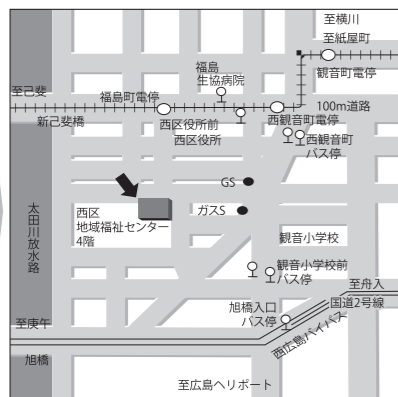 至横川
至紙屋町
福島
生協病院
観音町電停
至己斐
福島町電停
100m道路
新己斐橋
西区役所前
西区役所
西観音町電停
西観音町
バス停
GS
ガスS
太田川放水路
西区
地域福祉センター
4階
観音小学校
観音小学校前
バス停
至舟入
国道2号線
旭橋入口
バス停
西広島バイパス
至庚午
旭橋
至広島ヘリポート